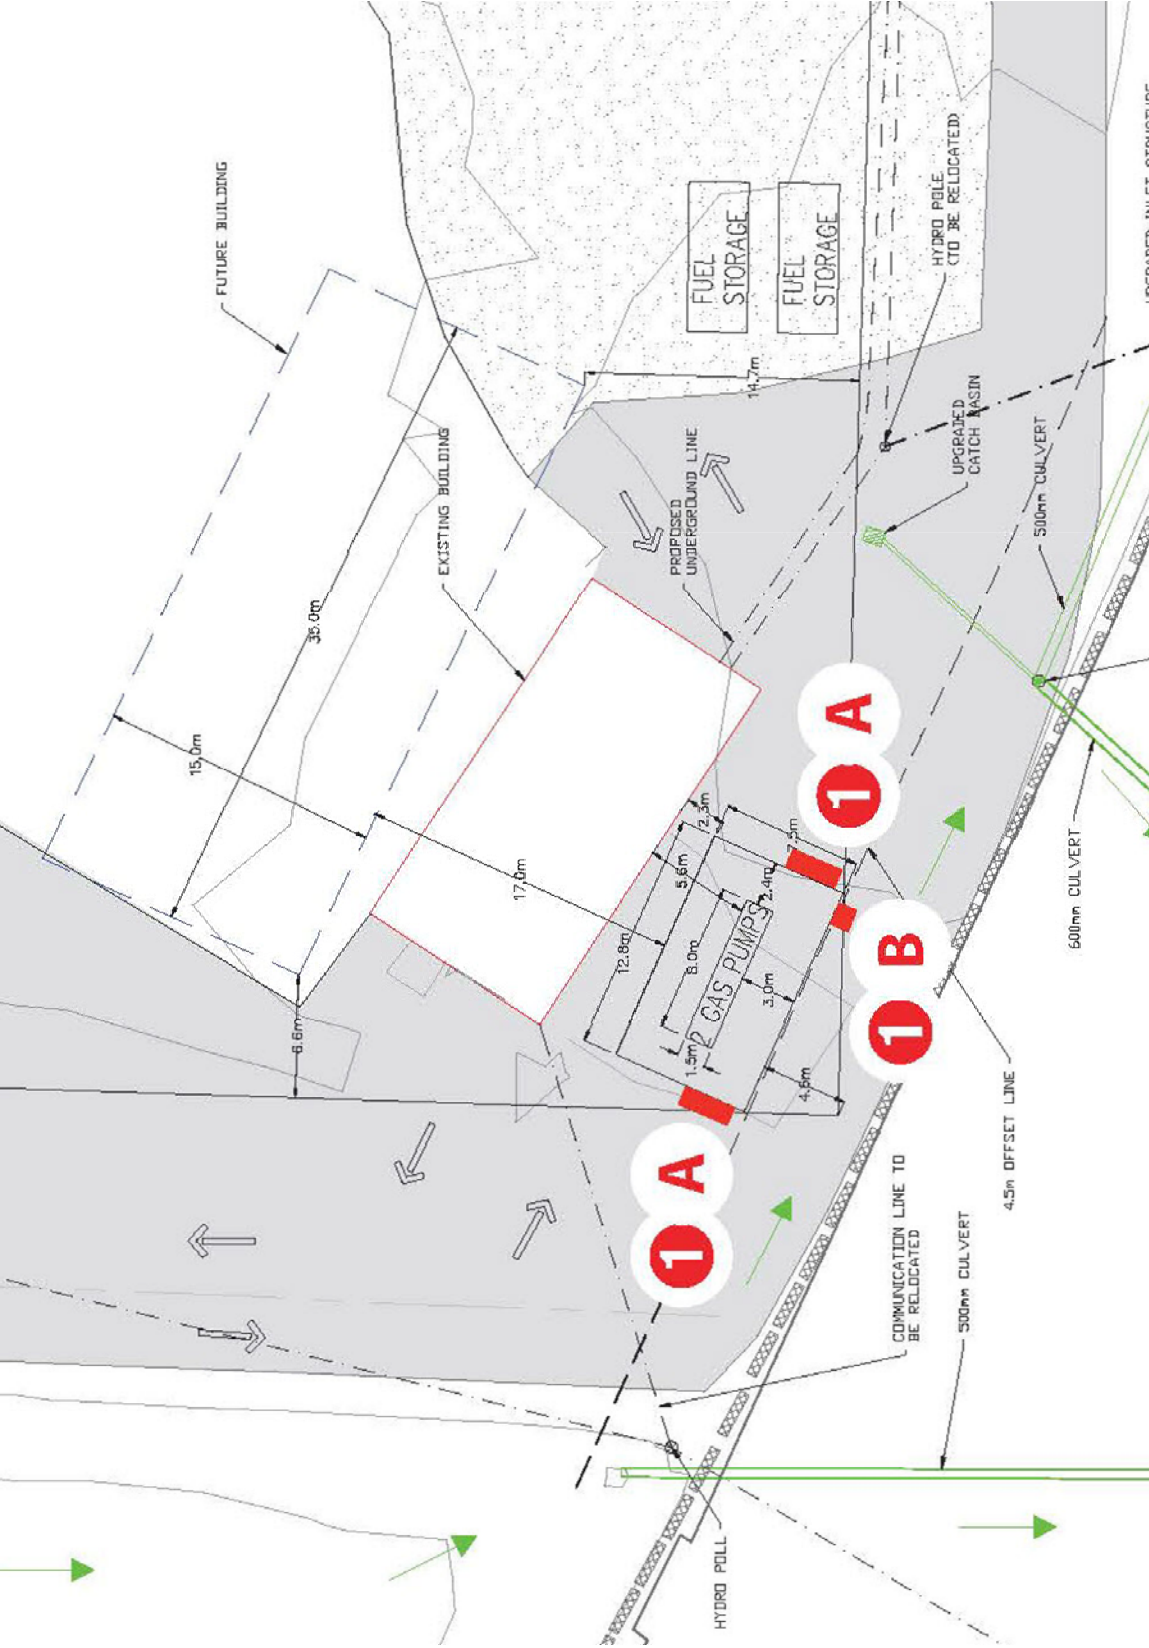 FUTURE BUILDING
EXISTING BUILDING
FUEL
STORAGE
FUEL
STORAGE
HYDRO POLE
(TO BE RELOCATED)
14.7m
PROPOSED
UNDERGROUND LINE
UPGRADED
CATCH BASIN
500mm CULVERT
35.0m
15.0m
17.0m
6.6m
2.3m
7.5m
5.6m
2.4m
12.8m
8.0m
2 GAS PUMPS
3.0m
1.5m
4.5m
1 A
1 B
1 A
600mm CULVERT
4.5m OFFSET LINE
COMMUNICATION LINE TO
BE RELOCATED
500mm CULVERT
HYDRO POLL